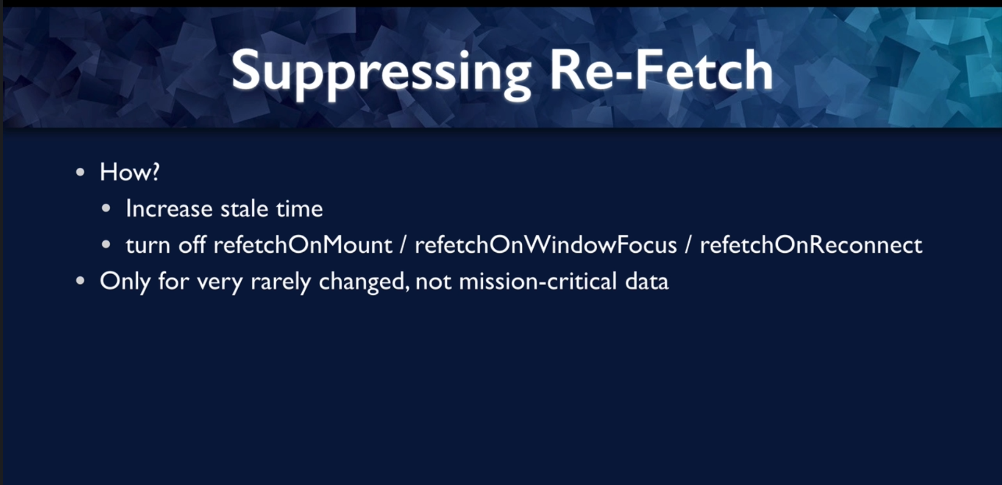 Suppressing Re-Fetch
• How?
• Increase stale time
• turn off refetchOnMount / refetchOnWindowFocus / refetchOnReconnect
• Only for very rarely changed, not mission-critical data